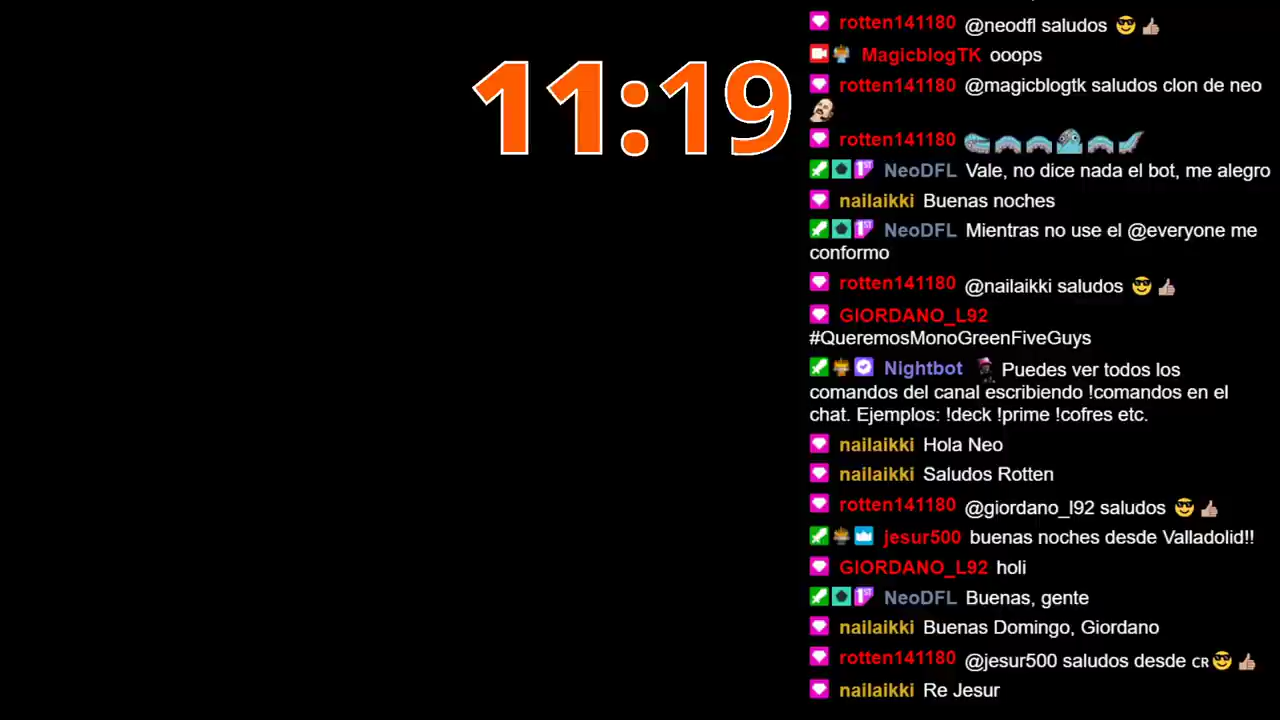 11:19
rotten141180 @neodfl saludos 😎 👍🏼
MagicblogTK ooops
rotten141180 @magicblogtk saludos clon de neo
rotten141180
NeoDFL Vale, no dice nada el bot, me alegro
nailaikki Buenas noches
NeoDFL Mientras no use el @everyone me
conformo
rotten141180 @nailaikki saludos 😎 👍🏼
GIORDANO_L92
#QueremosMonoGreenFiveGuys
Nightbot Puedes ver todos los
comandos del canal escribiendo !comandos en el
chat. Ejemplos: !deck !prime !cofres etc.
nailaikki Hola Neo
nailaikki Saludos Rotten
rotten141180 @giordano_l92 saludos 😎 👍🏼
jesur500 buenas noches desde Valladolid!!
GIORDANO_L92 holi
NeoDFL Buenas, gente
nailaikki Buenas Domingo, Giordano
rotten141180 @jesur500 saludos desde CR 😎 👍🏼
nailaikki Re Jesur